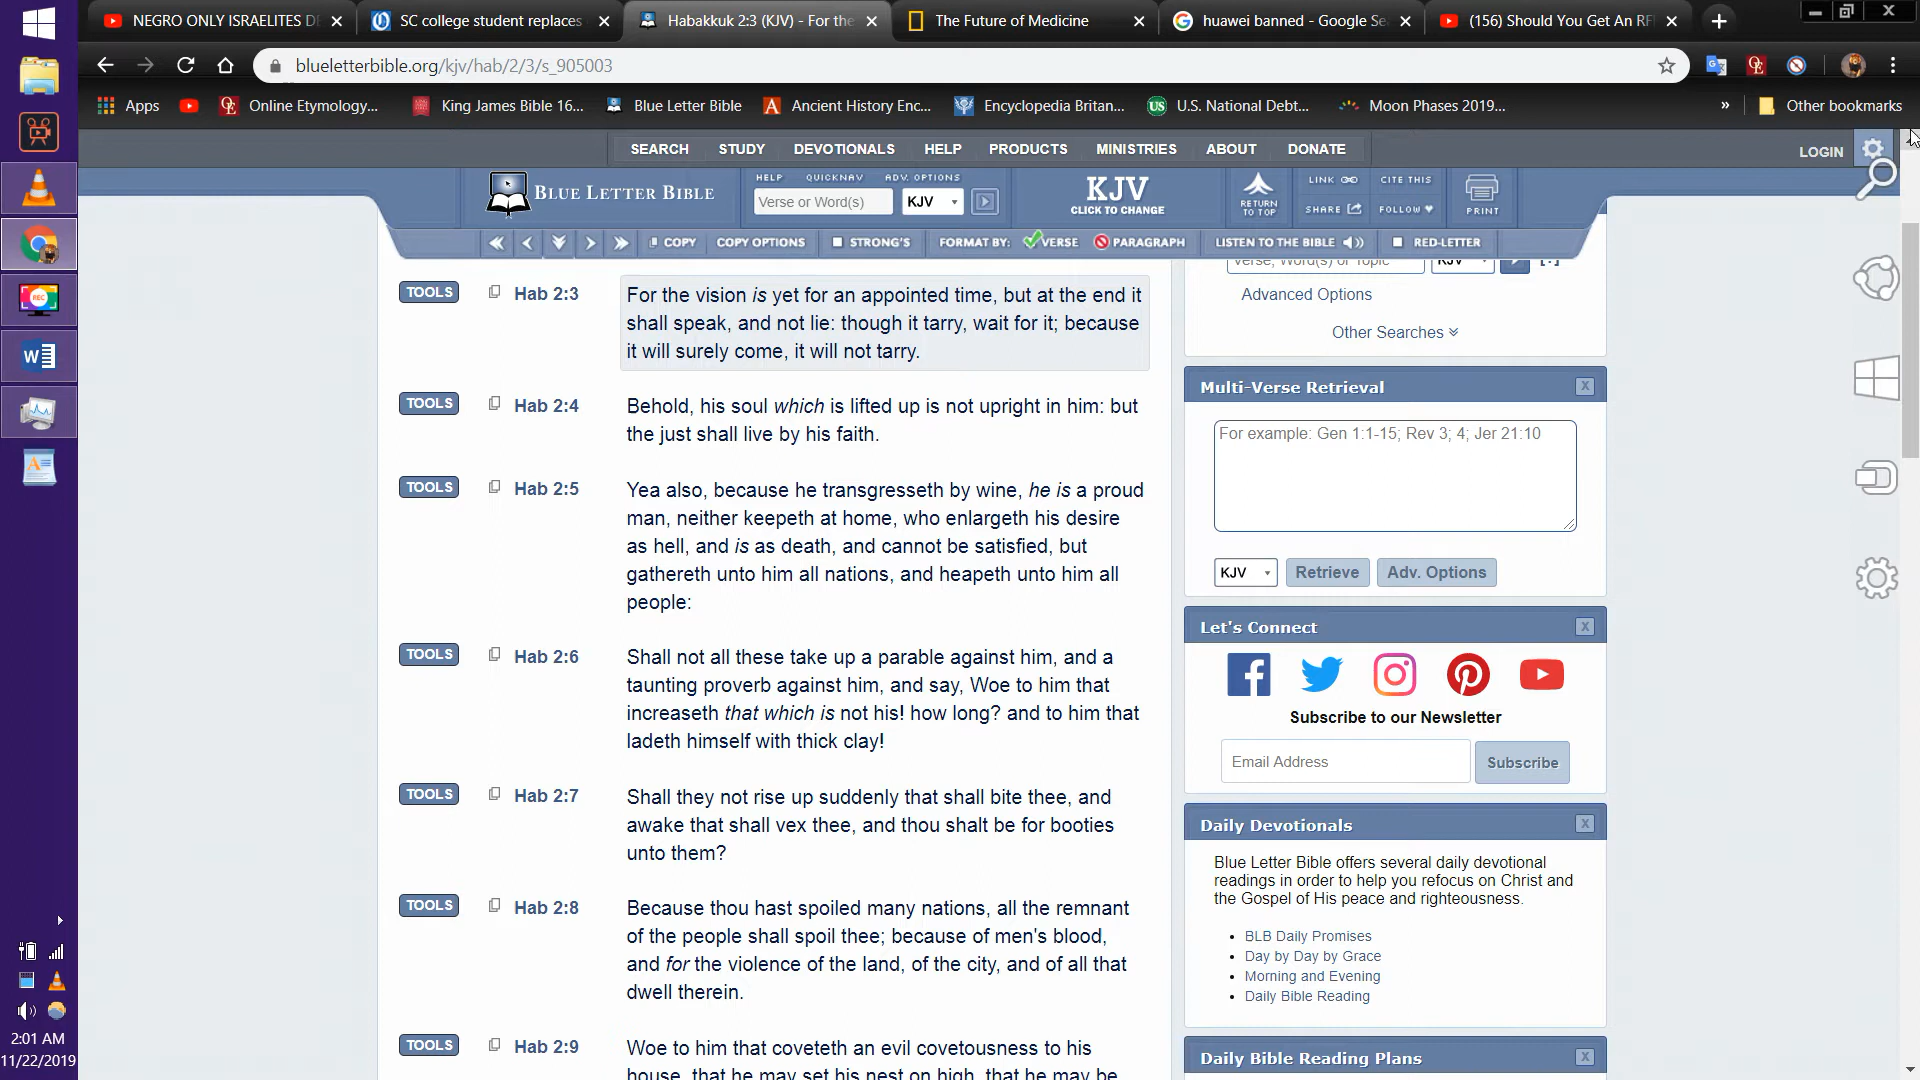 NEGRO ONLY ISRAELITES D
SC college student replaces
Habakkuk 2:3 (KJV) - For the
The Future of Medicine
huawei banned - Google Se
(156) Should You Get An RF
blueletterbible.org/kjv/hab/2/3/s_905003
Apps
Online Etymology...
King James Bible 16...
Blue Letter Bible
Ancient History Enc...
Encyclopedia Britan...
U.S. National Debt...
Moon Phases 2019...
»
Other bookmarks
SEARCH STUDY DEVOTIONALS HELP PRODUCTS MINISTRIES ABOUT DONATE
LOGIN
BLUE LETTER BIBLE
HELP QUICKNAV ADV. OPTIONS
Verse or Word(s)
KJV
KJV
CLICK TO CHANGE
RETURN
TO TOP
LINK
CITE THIS
SHARE
FOLLOW
PRINT
COPY COPY OPTIONS STRONG'S FORMAT BY: VERSE PARAGRAPH LISTEN TO THE BIBLE RED-LETTER
TOOLS Hab 2:3
For the vision is yet for an appointed time, but at the end it
shall speak, and not lie: though it tarry, wait for it; because
it will surely come, it will not tarry.
TOOLS Hab 2:4
Behold, his soul which is lifted up is not upright in him: but
the just shall live by his faith.
TOOLS Hab 2:5
Yea also, because he transgresseth by wine, he is a proud
man, neither keepeth at home, who enlargeth his desire
as hell, and is as death, and cannot be satisfied, but
gathereth unto him all nations, and heapeth unto him all
people:
TOOLS Hab 2:6
Shall not all these take up a parable against him, and a
taunting proverb against him, and say, Woe to him that
increaseth that which is not his! how long? and to him that
ladeth himself with thick clay!
TOOLS Hab 2:7
Shall they not rise up suddenly that shall bite thee, and
awake that shall vex thee, and thou shalt be for booties
unto them?
TOOLS Hab 2:8
Because thou hast spoiled many nations, all the remnant
of the people shall spoil thee; because of men's blood,
and for the violence of the land, of the city, and of all that
dwell therein.
TOOLS Hab 2:9
Woe to him that coveteth an evil covetousness to his
house, that he may set his nest on high, that he may be
Verse, Word(s) or Topic
KJV
Advanced Options
Other Searches
Multi-Verse Retrieval
For example: Gen 1:1-15; Rev 3; 4; Jer 21:10
KJV
Retrieve
Adv. Options
Let's Connect
Subscribe to our Newsletter
Email Address
Subscribe
Daily Devotionals
Blue Letter Bible offers several daily devotional
readings in order to help you refocus on Christ and
the Gospel of His peace and righteousness.
BLB Daily Promises
Day by Day by Grace
Morning and Evening
Daily Bible Reading
Daily Bible Reading Plans
2:01 AM
11/22/2019